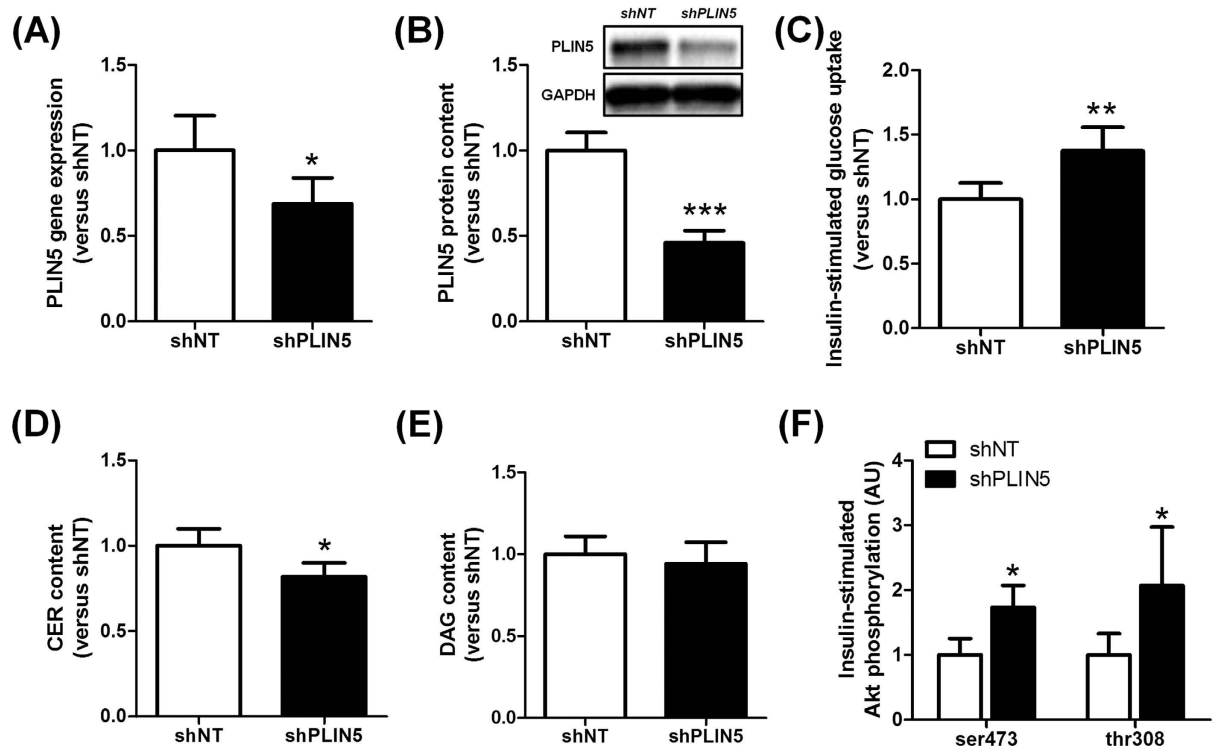 (A)
PLIN5 gene expression
(versus shNT)
1.5
1.0
0.5
0.0
*
shNT
shPLIN5
(B)
shNT
shPLIN5
PLIN5
GAPDH
PLIN5 protein content
(versus shNT)
1.5
1.0
0.5
0.0
***
shNT
shPLIN5
(C)
Insulin-stimulated glucose uptake
(versus shNT)
2.0
1.5
1.0
0.5
0.0
**
shNT
shPLIN5
(D)
CER content
(versus shNT)
1.5
1.0
0.5
0.0
*
shNT
shPLIN5
(E)
DAG content
(versus shNT)
1.5
1.0
0.5
0.0
shNT
shPLIN5
(F)
shNT
shPLIN5
Insulin-stimulated
Akt phosphorylation (AU)
4
3
2
1
0
*
*
ser473
thr308